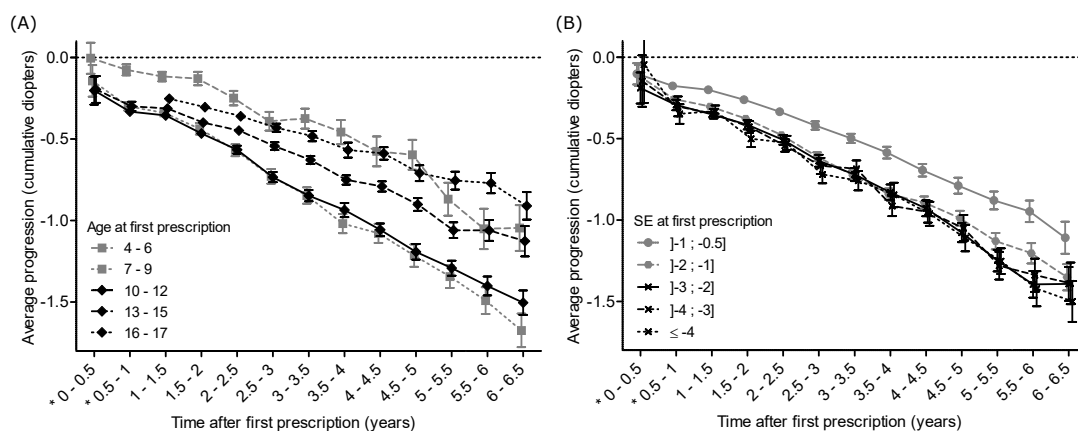 (A)
Average progression (cumulative diopters)
0.0
-0.5
-1.0
-1.5
Age at first prescription
4 - 6
7 - 9
10 - 12
13 - 15
16 - 17
* 0 - 0.5
* 0.5 - 1
1 - 1.5
1.5 - 2
2 - 2.5
2.5 - 3
3 - 3.5
3.5 - 4
4 - 4.5
4.5 - 5
5 - 5.5
5.5 - 6
6 - 6.5
Time after first prescription (years)
(B)
Average progression (cumulative diopters)
0.0
-0.5
-1.0
-1.5
SE at first prescription
]-1 ; -0.5]
]-2 ; -1]
]-3 ; -2]
]-4 ; -3]
≤ -4
* 0 - 0.5
* 0.5 - 1
1 - 1.5
1.5 - 2
2 - 2.5
2.5 - 3
3 - 3.5
3.5 - 4
4 - 4.5
4.5 - 5
5 - 5.5
5.5 - 6
6 - 6.5
Time after first prescription (years)